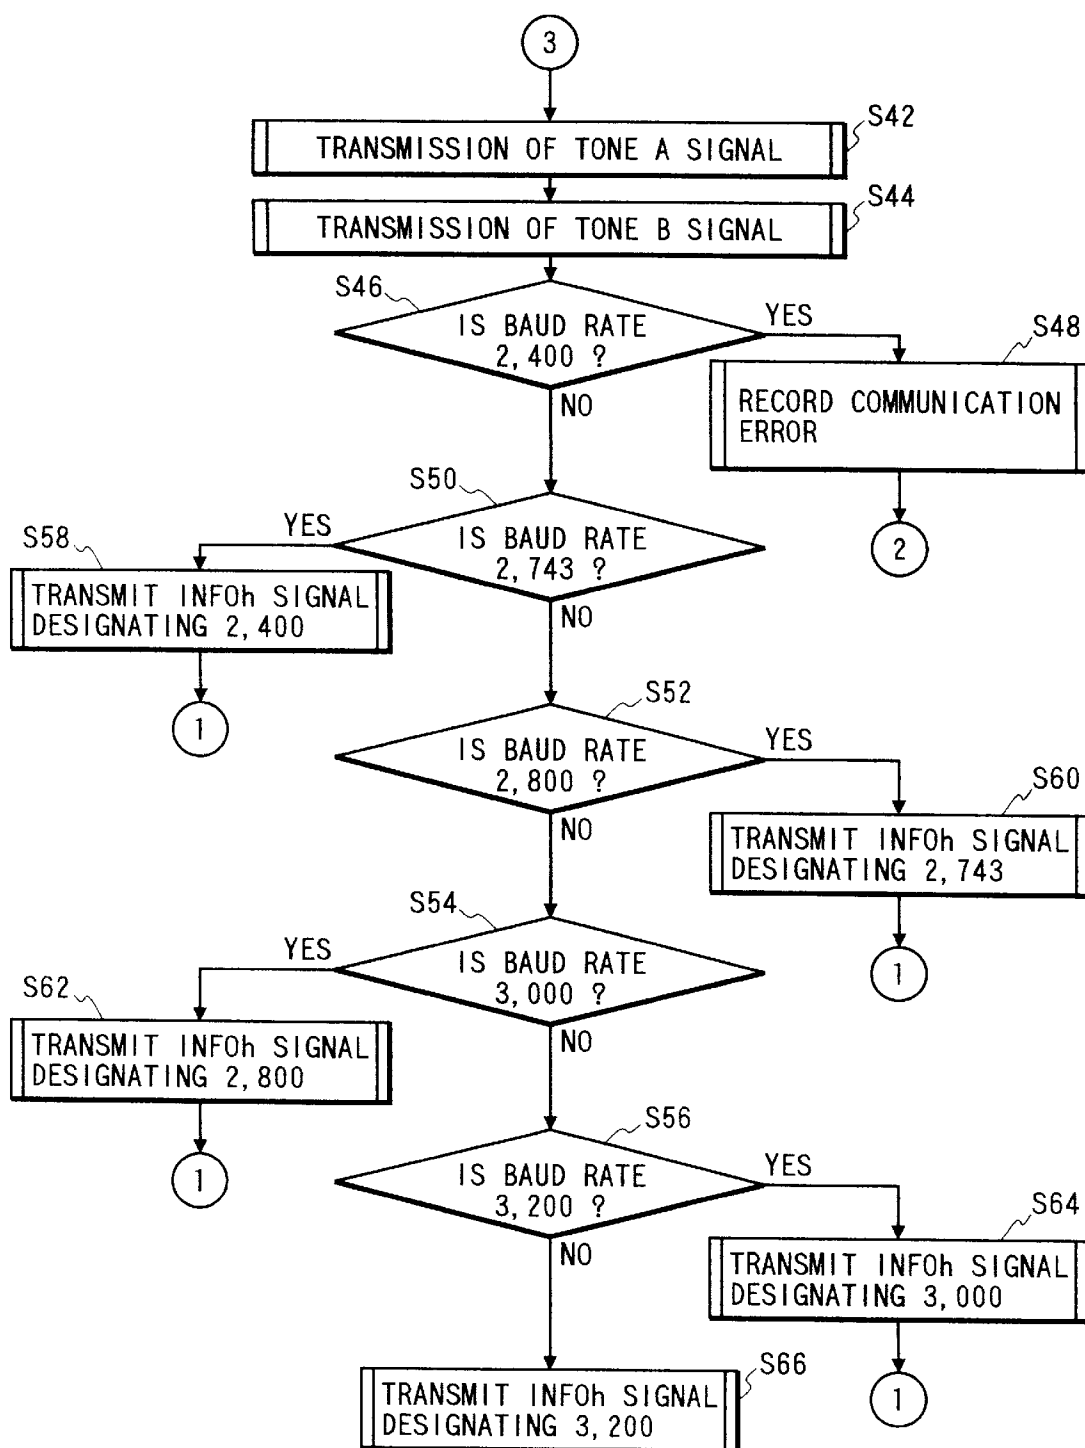 3
S42
TRANSMISSION OF TONE A SIGNAL
S44
TRANSMISSION OF TONE B SIGNAL
S46
IS BAUD RATE
2,400 ?
YES
NO
S48
RECORD COMMUNICATION
ERROR
2
S50
IS BAUD RATE
2,743 ?
YES
NO
S58
TRANSMIT INFOh SIGNAL
DESIGNATING 2,400
1
S52
IS BAUD RATE
2,800 ?
YES
NO
S60
TRANSMIT INFOh SIGNAL
DESIGNATING 2,743
1
S54
IS BAUD RATE
3,000 ?
YES
NO
S62
TRANSMIT INFOh SIGNAL
DESIGNATING 2,800
1
S56
IS BAUD RATE
3,200 ?
YES
NO
S64
TRANSMIT INFOh SIGNAL
DESIGNATING 3,000
1
S66
TRANSMIT INFOh SIGNAL
DESIGNATING 3,200